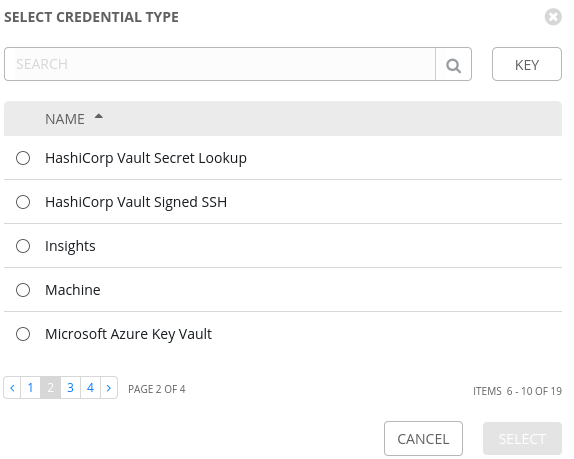 SELECT CREDENTIAL TYPE
SEARCH
KEY
NAME
HashiCorp Vault Secret Lookup
HashiCorp Vault Signed SSH
Insights
Machine
Microsoft Azure Key Vault
< 1 2 3 4 > PAGE 2 OF 4
ITEMS 6 - 10 OF 19
CANCEL
SELECT